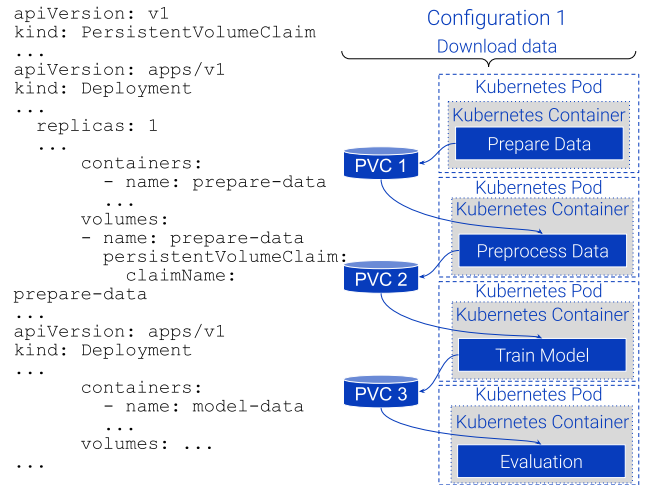 apiVersion: v1
kind: PersistentVolumeClaim
...
apiVersion: apps/v1
kind: Deployment
...
replicas: 1
...
containers:
- name: prepare-data
...
volumes:
- name: prepare-data
persistentVolumeClaim:
claimName:
prepare-data
...
apiVersion: apps/v1
kind: Deployment
...
containers:
- name: model-data
...
volumes: ...
...
Configuration 1
Download data
Kubernetes Pod
Kubernetes Container
Prepare Data
PVC 1
Kubernetes Pod
Kubernetes Container
Preprocess Data
PVC 2
Kubernetes Pod
Kubernetes Container
Train Model
PVC 3
Kubernetes Pod
Kubernetes Container
Evaluation